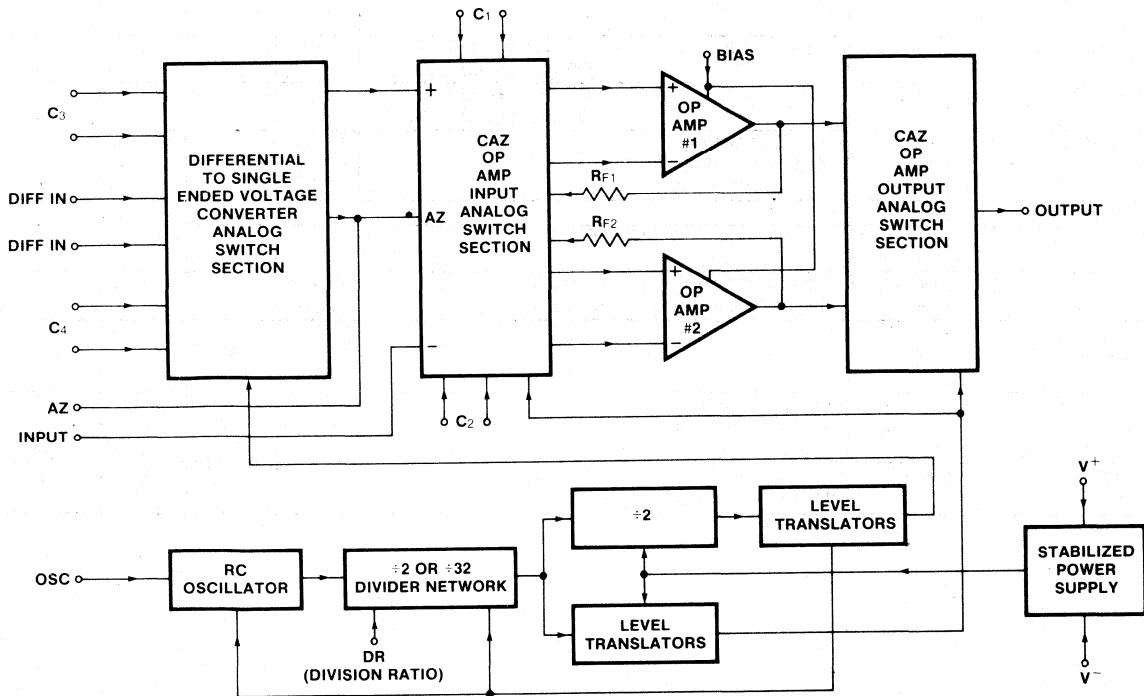 C1
BIAS
C3
DIFF IN
DIFF IN
C4
AZ
INPUT
DIFFERENTIAL
TO SINGLE
ENDED VOLTAGE
CONVERTER
ANALOG
SWITCH
SECTION
+
AZ
−
CAZ
OP
AMP
INPUT
ANALOG
SWITCH
SECTION
C2
+
−
OP
AMP
#1
RF1
RF2
+
−
OP
AMP
#2
CAZ
OP
AMP
OUTPUT
ANALOG
SWITCH
SECTION
OUTPUT
OSC
RC
OSCILLATOR
÷2 OR ÷32
DIVIDER NETWORK
DR
(DIVISION RATIO)
÷2
LEVEL
TRANSLATORS
LEVEL
TRANSLATORS
V+
STABILIZED
POWER
SUPPLY
V−